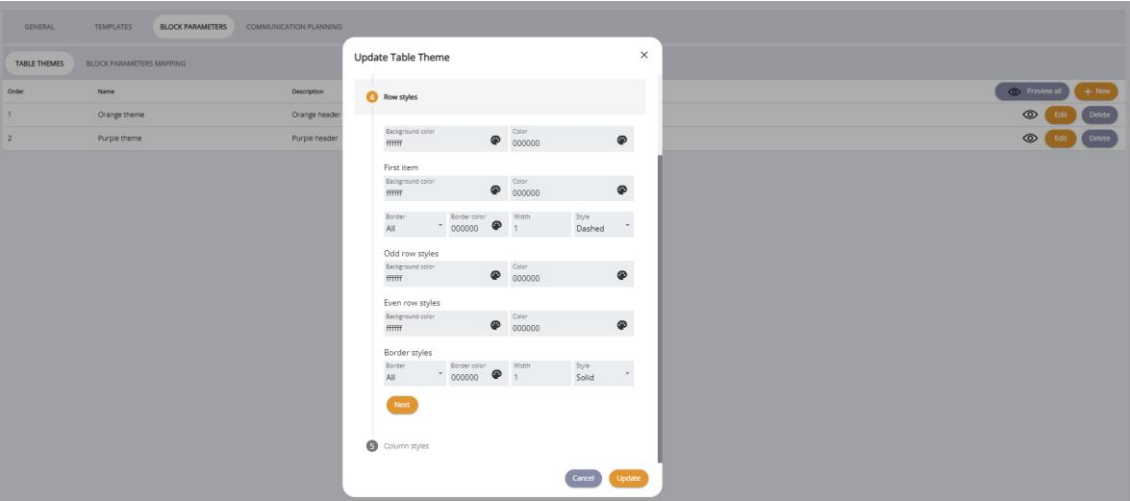 GENERAL TEMPLATES BLOCK PARAMETERS COMMUNICATION PLANNING
TABLE THEMES BLOCK PARAMETERS MAPPING
Order Name Description Preview all + New
1 Orange theme Orange header Edit Delete
2 Purple theme Purple header Edit Delete
Update Table Theme ×
4 Row styles
Background color Color
ffffff 000000
First item
Background color Color
ffffff 000000
Border Border color Width Style
All 000000 1 Dashed
Odd row styles
Background color Color
ffffff 000000
Even row styles
Background color Color
ffffff 000000
Border styles
Border Border color Width Style
All 000000 1 Solid
Next
5 Column styles
Cancel Update